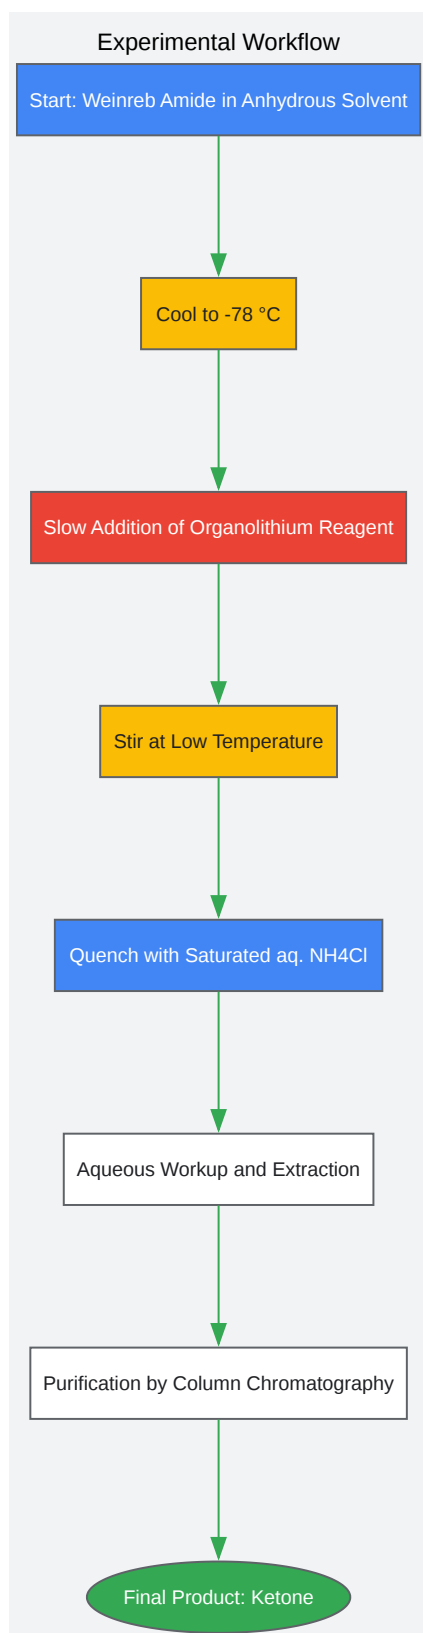 Experimental Workflow
Start: Weinreb Amide in Anhydrous Solvent
Cool to -78 °C
Slow Addition of Organolithium Reagent
Stir at Low Temperature
Quench with Saturated aq. NH4Cl
Aqueous Workup and Extraction
Purification by Column Chromatography
Final Product: Ketone